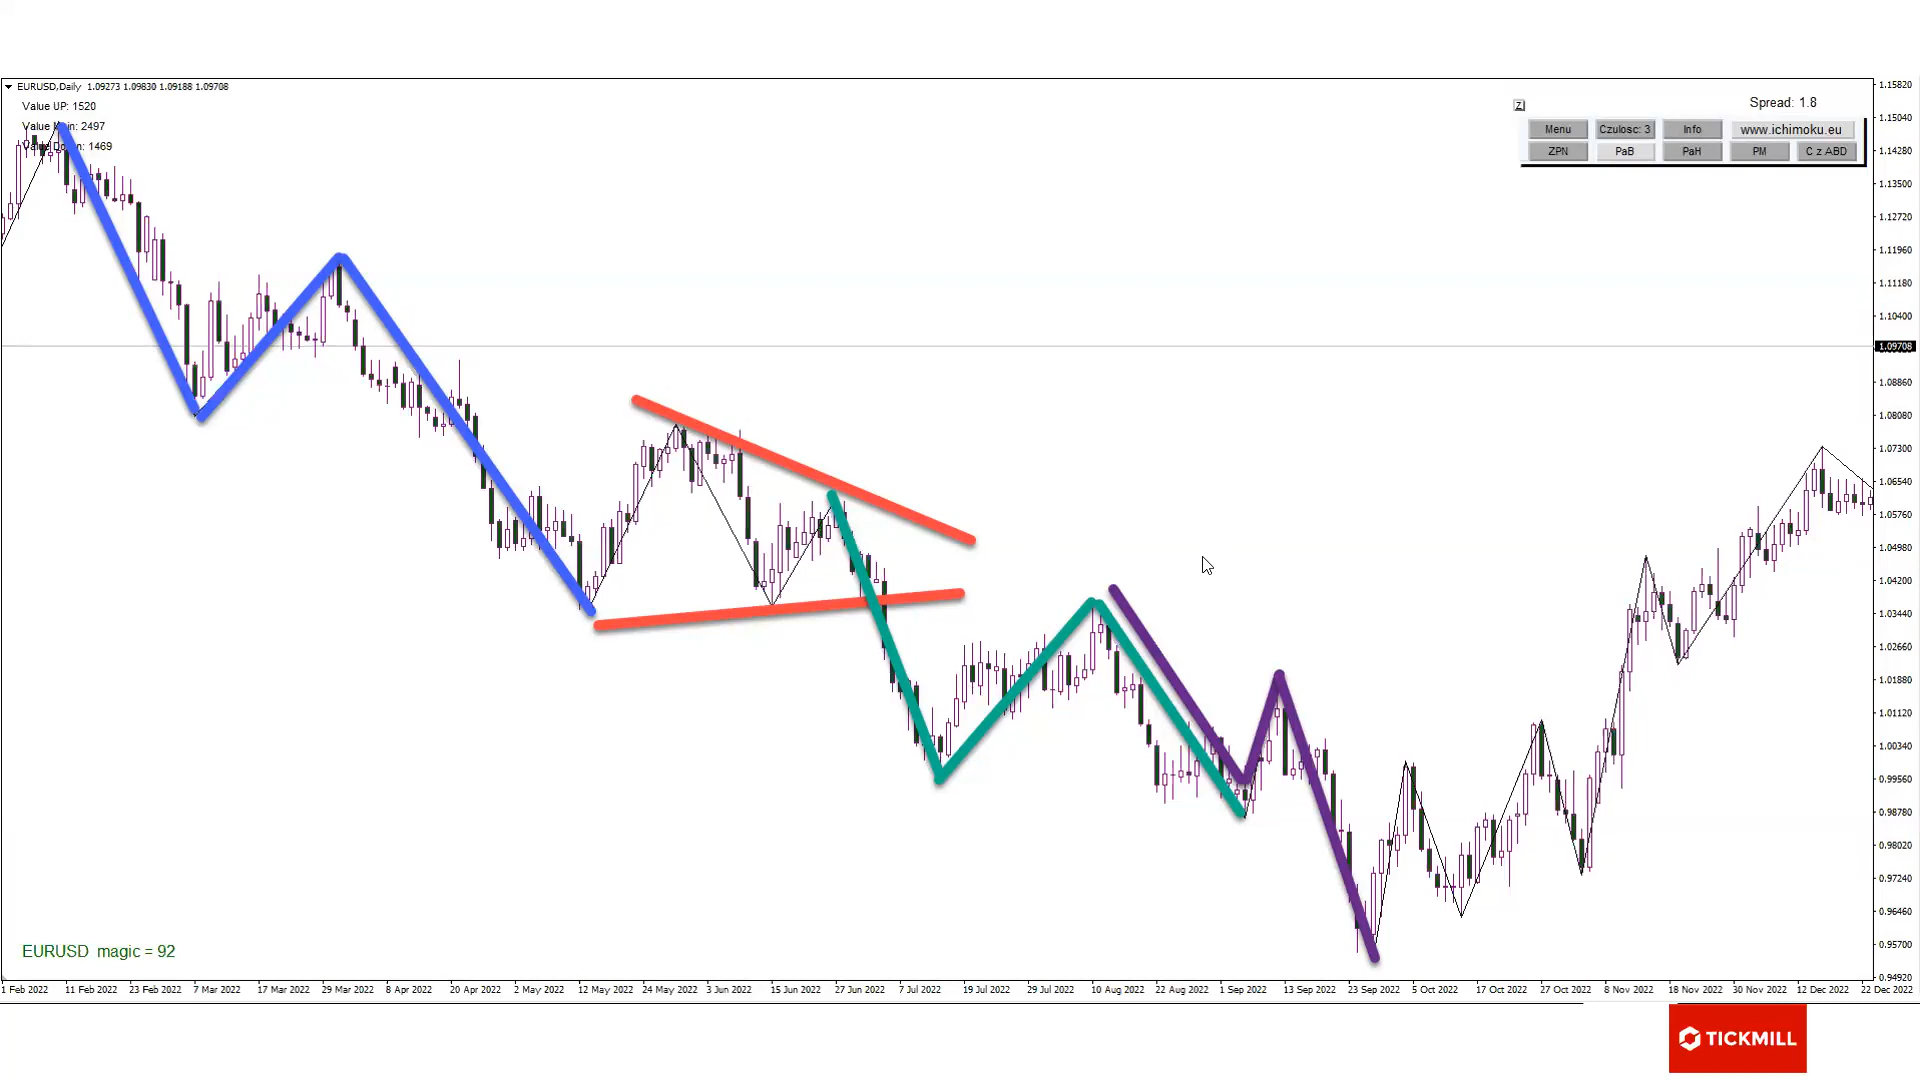 EURUSD,Daily 1.09273 1.09830 1.09188 1.09708
Value UP: 1520
Value Main: 2497
Value Down: 1469
Z
Spread: 1.8
Menu Czulosc: 3 Info www.ichimoku.eu
ZPN PaB PaH PM C z ABD
1.15820
1.15040
1.14280
1.13500
1.12720
1.11960
1.11180
1.10400
1.09708
1.08860
1.08080
1.07300
1.06540
1.05760
1.04980
1.04200
1.03440
1.02660
1.01880
1.01120
1.00340
0.99560
0.98780
0.98020
0.97240
0.96460
0.95700
0.94920
EURUSD magic = 92
1 Feb 2022 11 Feb 2022 23 Feb 2022 7 Mar 2022 17 Mar 2022 29 Mar 2022 8 Apr 2022 20 Apr 2022 2 May 2022 12 May 2022 24 May 2022 3 Jun 2022 15 Jun 2022 27 Jun 2022 7 Jul 2022 19 Jul 2022 29 Jul 2022 10 Aug 2022 22 Aug 2022 1 Sep 2022 13 Sep 2022 23 Sep 2022 5 Oct 2022 17 Oct 2022 27 Oct 2022 8 Nov 2022 18 Nov 2022 30 Nov 2022 12 Dec 2022 22 Dec 2022
TICKMILL